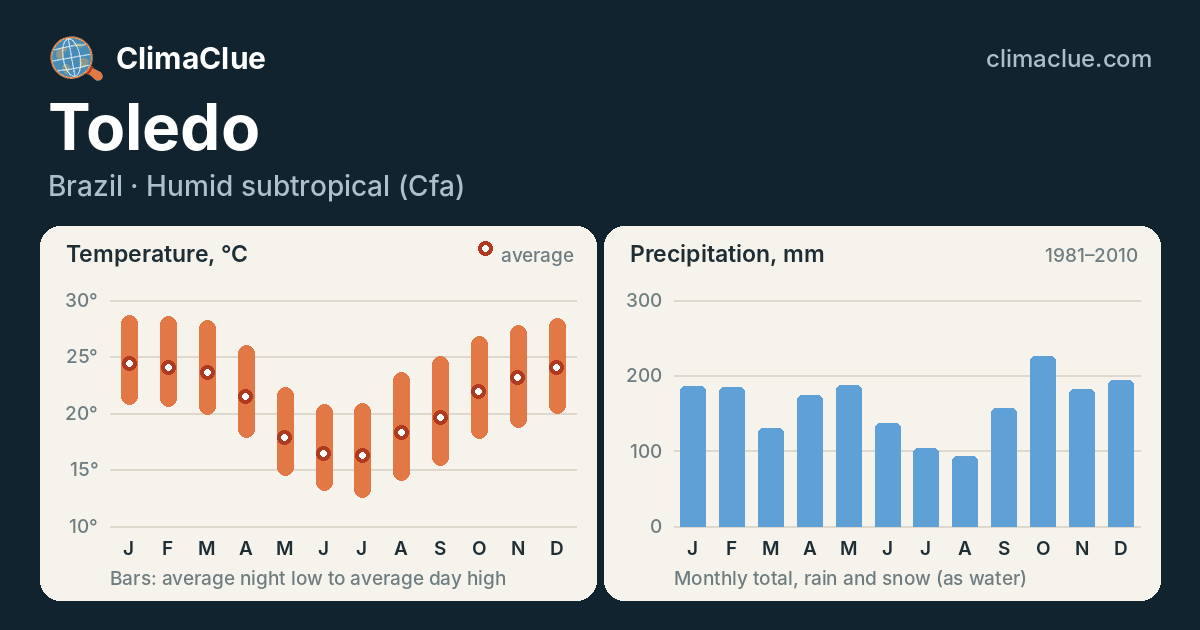 ClimaClue
climaclue.com
Toledo
Brazil · Humid subtropical (Cfa)
Temperature, °C
average
30°
25°
20°
15°
10°
J F M A M J J A S O N D
Bars: average night low to average day high
Precipitation, mm
1981–2010
300
200
100
0
J F M A M J J A S O N D
Monthly total, rain and snow (as water)